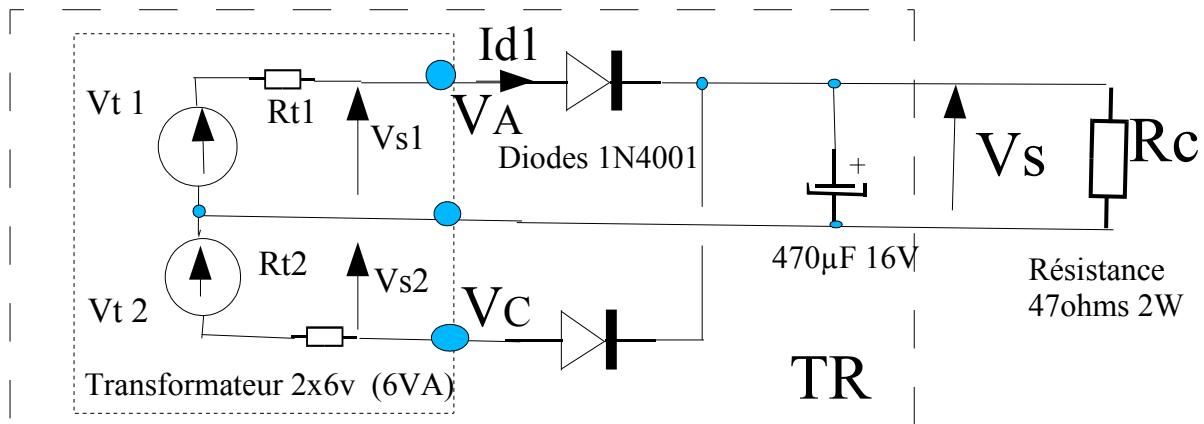 Id1
Vt 1
Rt1
Vs1
VA
Diodes 1N4001
+
Vs
Rc
Rt2
Vs2
470µF 16V
Vt 2
VC
Résistance
47ohms 2W
Transformateur 2x6v (6VA)
TR